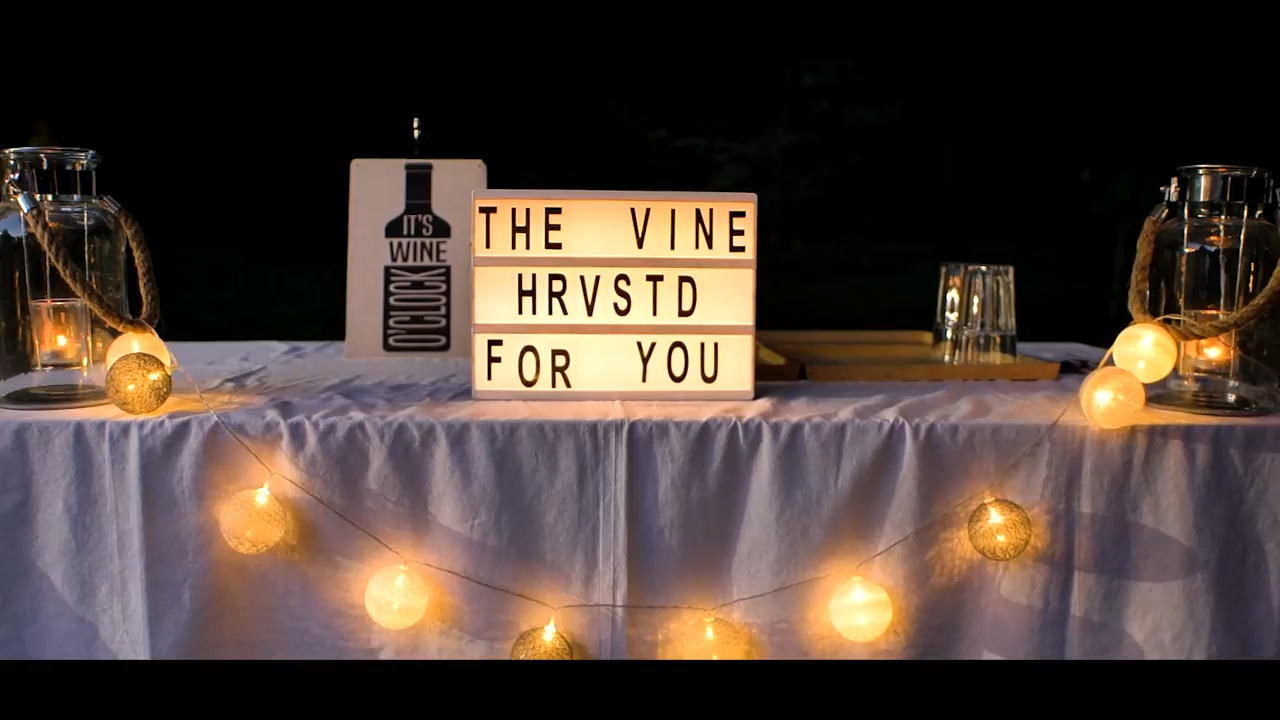 IT'S
WINE
O'CLOCK
THE VINE
HRVSTD
FOR YOU